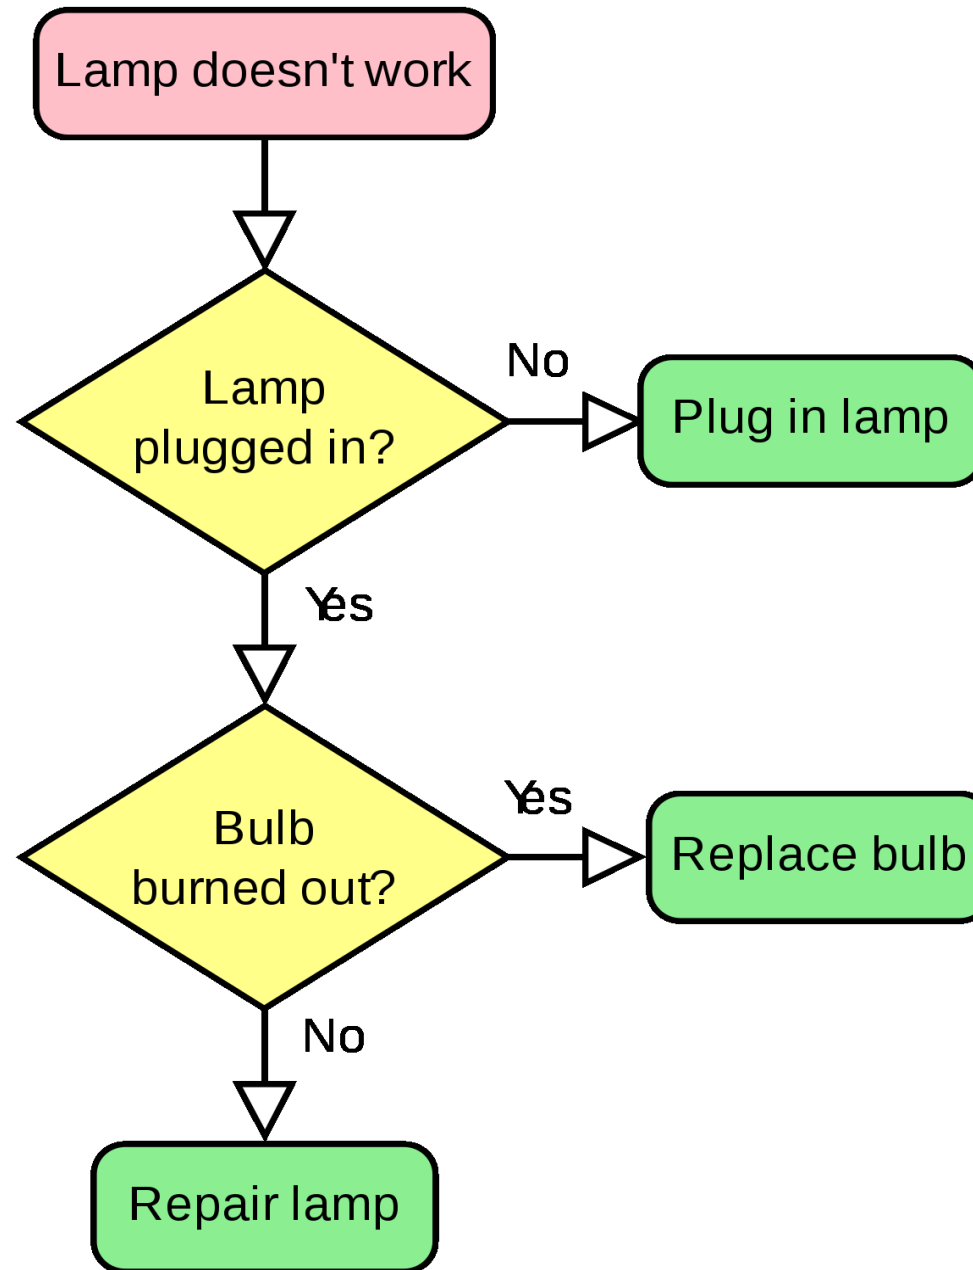 Lamp doesn't work
Lamp
plugged in?
No
Plug in lamp
Yes
Bulb
burned out?
Yes
Replace bulb
No
Repair lamp